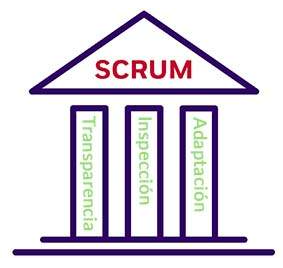 SCRUM
Transparencia
Inspección
Adaptación